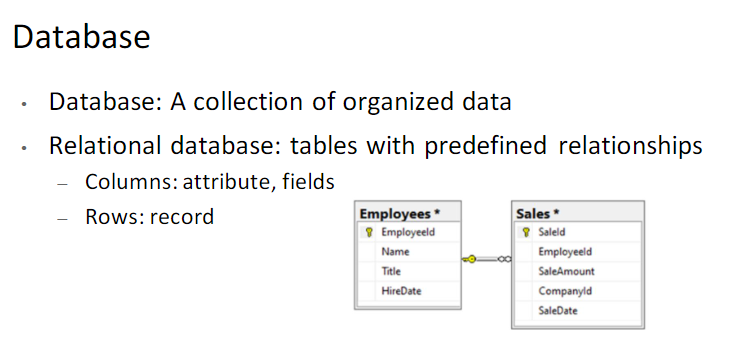 Database
• Database: A collection of organized data
• Relational database: tables with predefined relationships
– Columns: attribute, fields
– Rows: record
Employees *
EmployeeId
Name
Title
HireDate
Sales *
SaleId
EmployeeId
SaleAmount
CompanyId
SaleDate